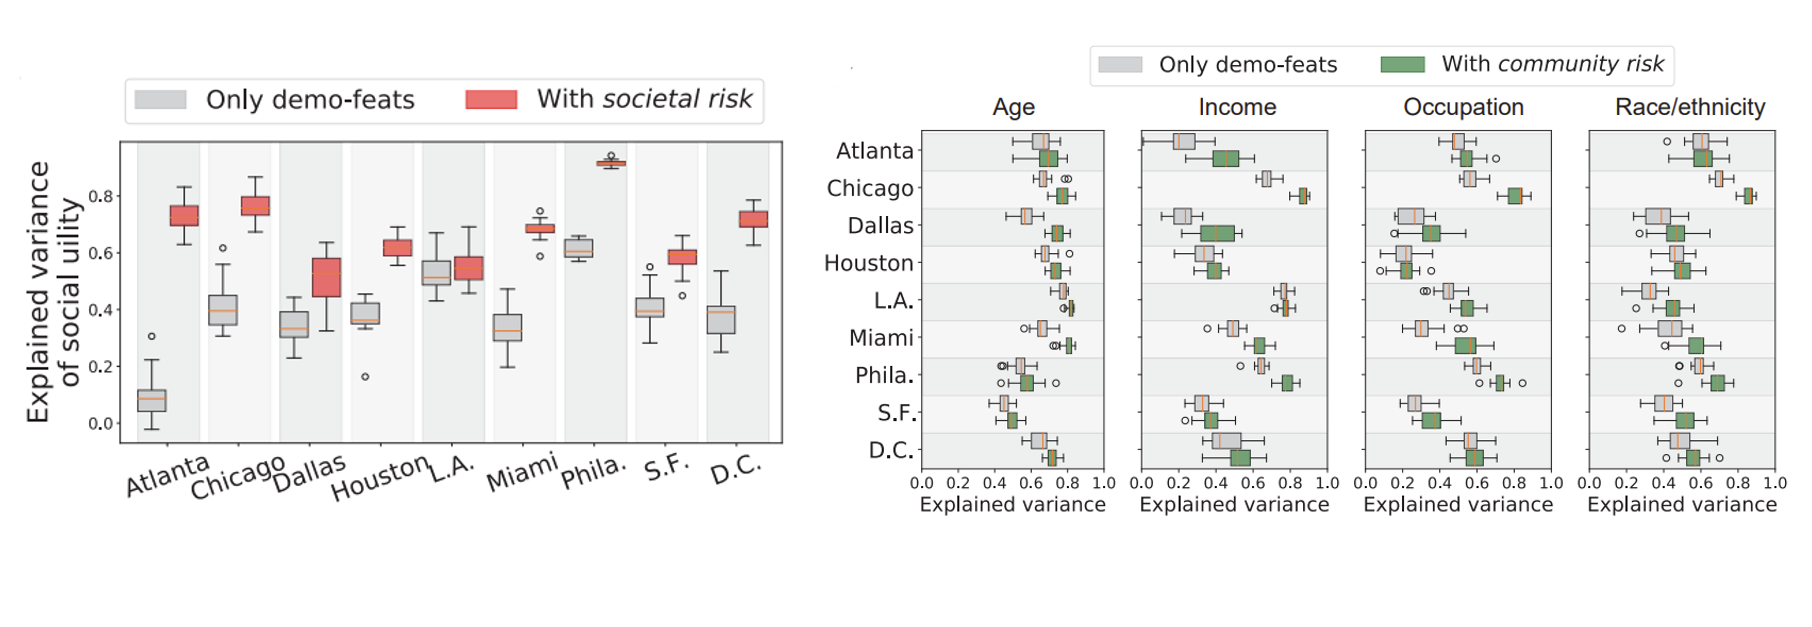 Only demo-feats
With societal risk
Explained variance
of social uility
0.8
0.6
0.4
0.2
0.0
Atlanta
Chicago
Dallas
Houston
L.A.
Miami
Phila.
S.F.
D.C.
Only demo-feats
With community risk
Age
Income
Occupation
Race/ethnicity
Atlanta
Chicago
Dallas
Houston
L.A.
Miami
Phila.
S.F.
D.C.
0.0 0.2 0.4 0.6 0.8 1.0
Explained variance
0.0 0.2 0.4 0.6 0.8 1.0
Explained variance
0.0 0.2 0.4 0.6 0.8 1.0
Explained variance
0.0 0.2 0.4 0.6 0.8 1.0
Explained variance